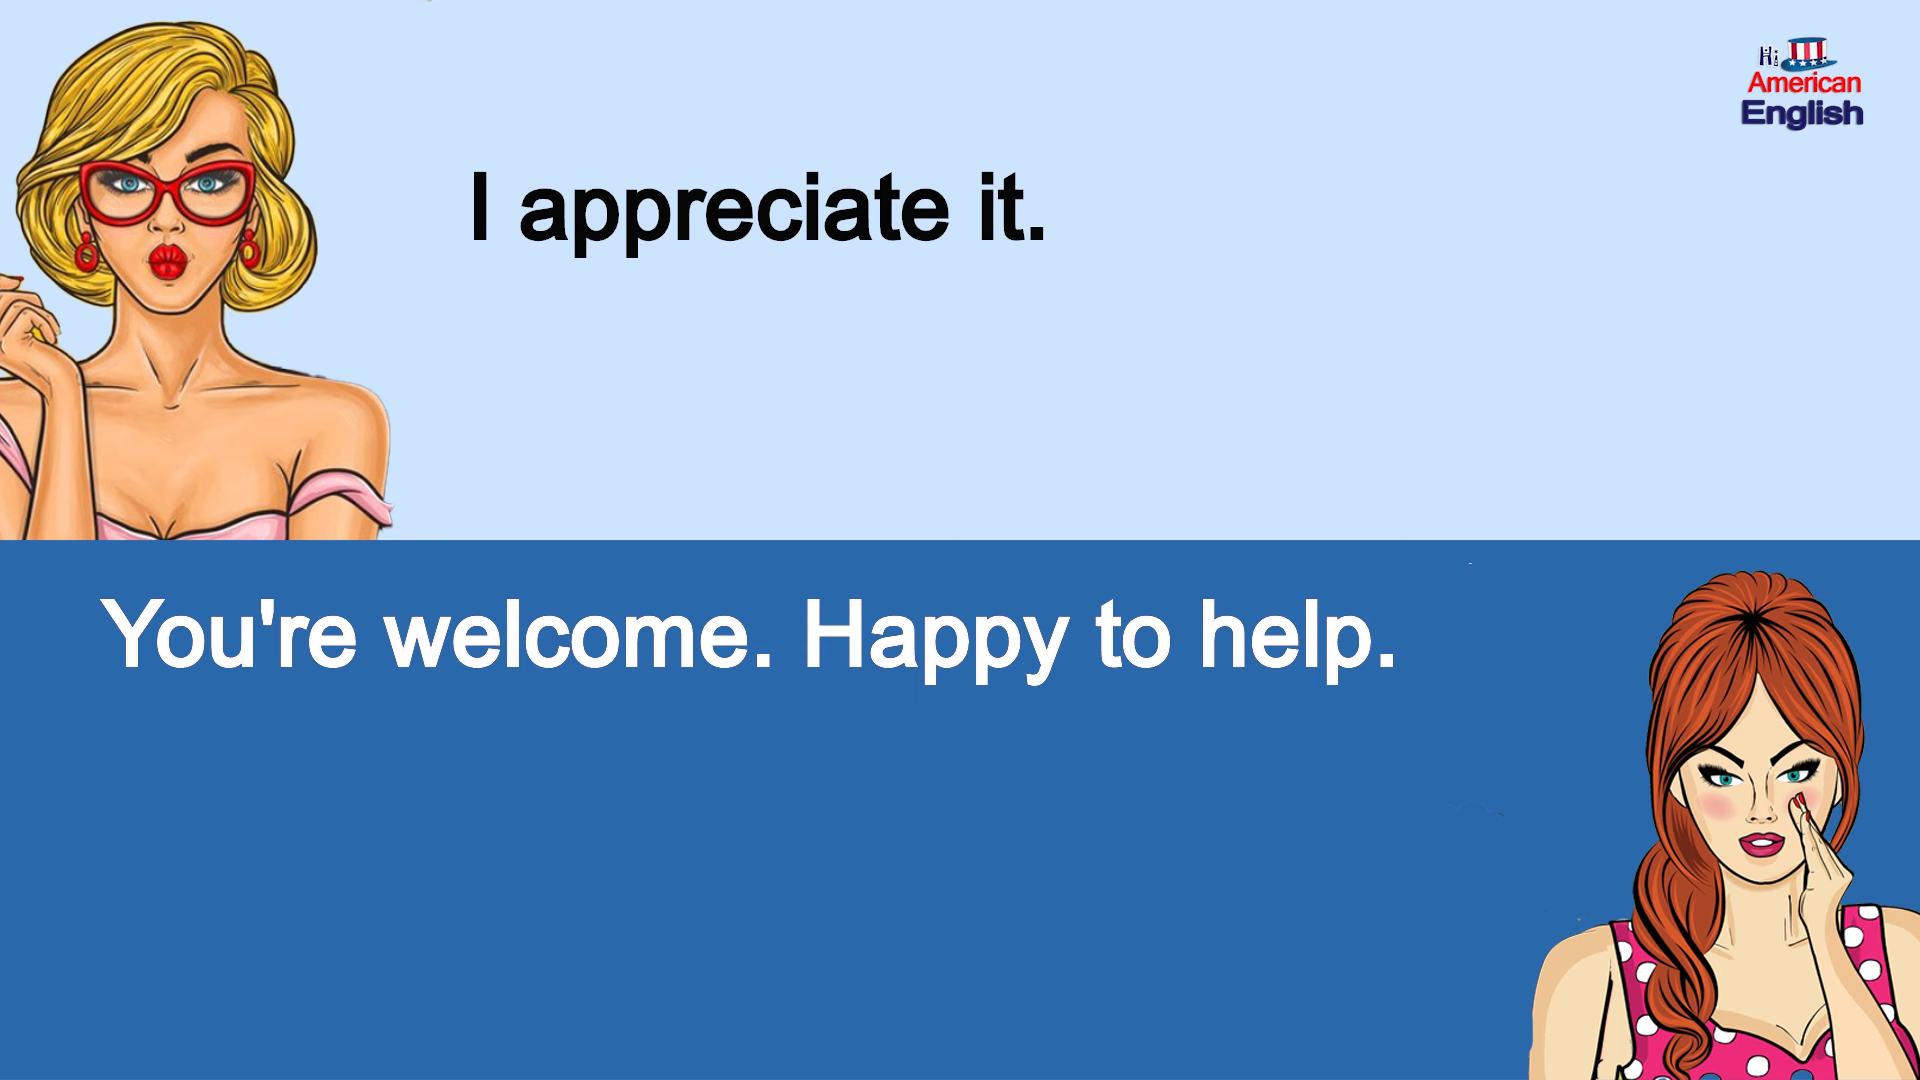 Hi
American
English
I appreciate it.
You're welcome. Happy to help.